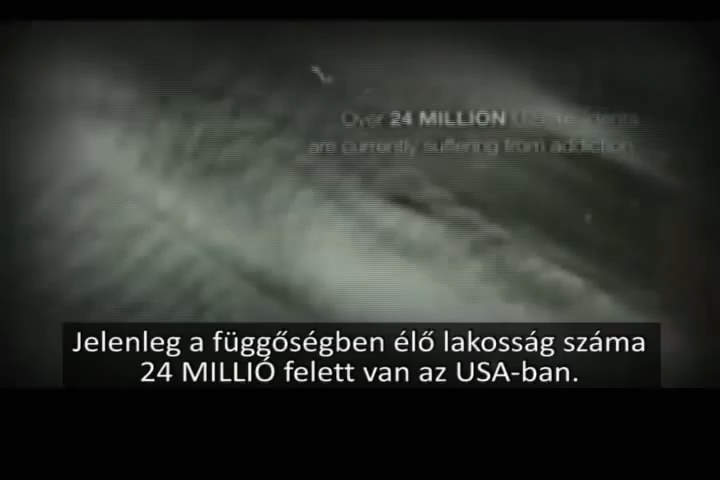 Over 24 MILLION U.S. residents
are currently suffering from addiction.
Jelenleg a függőségben élő lakosság száma
24 MILLIÓ felett van az USA-ban.